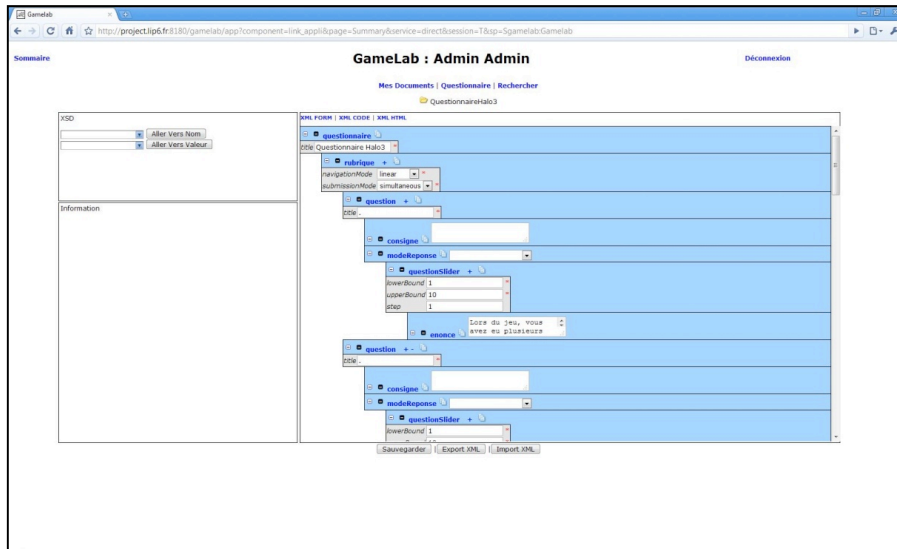 Gamelab
http://project.lip6.fr:8180/gamelab/app?component=link_appli&page=Summary&service=direct&session=T&sp=Sgamelab:Gamelab
Sommaire
GameLab : Admin Admin
Déconnexion
Mes Documents | Questionnaire | Rechercher
QuestionnaireHalo3
XSD
Aller Vers Nom
Aller Vers Valeur
Information
XML FORM | XML CODE | XML HTML
questionnaire
title Questionnaire Halo3 *
rubrique +
navigationMode linear *
submissionMode simultaneous *
question +
title . *
consigne
modeReponse
questionSlider +
lowerBound 1 *
upperBound 10 *
step 1
Lors du jeu, vous
enonce avez eu plusieurs
question + -
title . *
consigne
modeReponse
questionSlider +
lowerBound 1 *
Sauvegarder | Export XML | Import XML